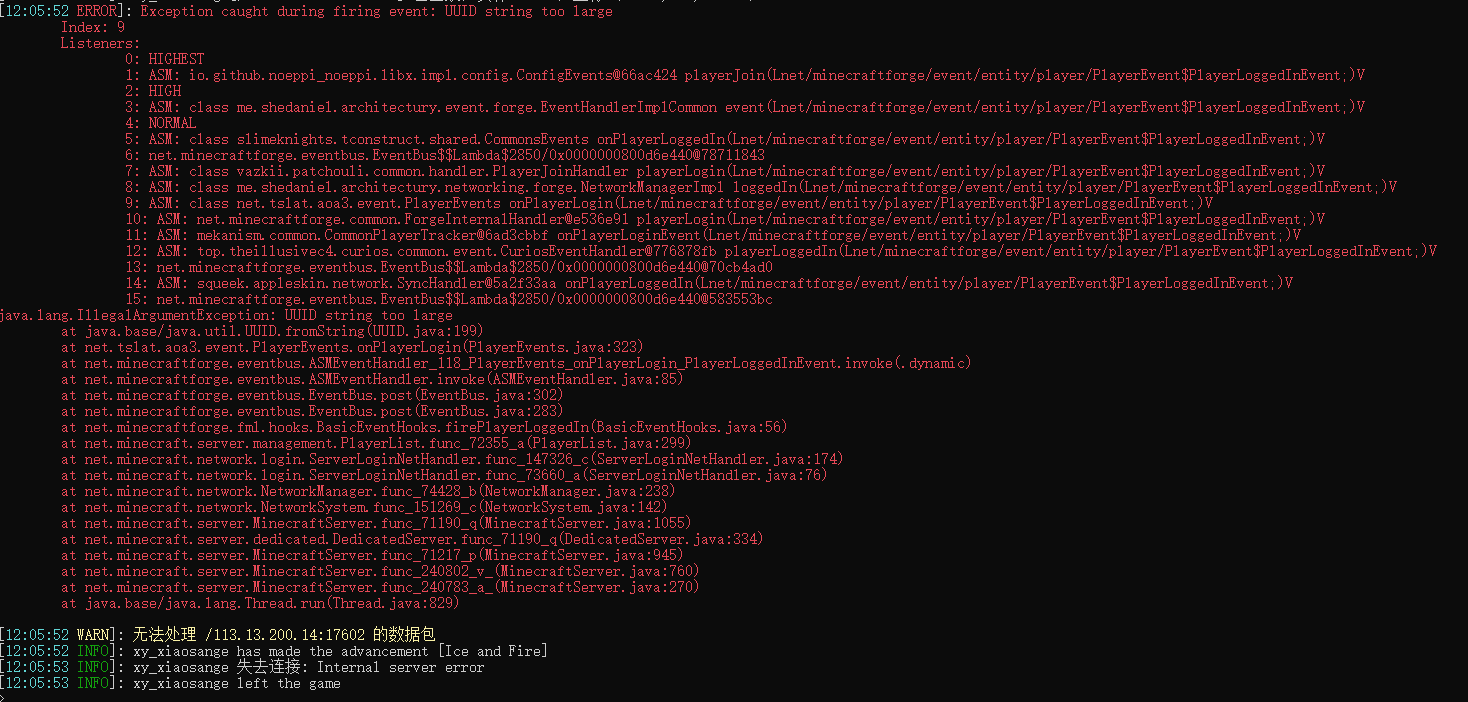 [12:05:52 ERROR]: Exception caught during firing event: UUID string too large
Index: 9
Listeners:
0: HIGHEST
1: ASM: io.github.noeppi_noeppi.libx.impl.config.ConfigEvents@66ac424 playerJoin(Lnet/minecraftforge/event/entity/player/PlayerEvent$PlayerLoggedInEvent;)V
2: HIGH
3: ASM: class me.shedaniel.architectury.event.forge.EventHandlerImplCommon event(Lnet/minecraftforge/event/entity/player/PlayerEvent$PlayerLoggedInEvent;)V
4: NORMAL
5: ASM: class slimeknights.tconstruct.shared.CommonsEvents onPlayerLoggedIn(Lnet/minecraftforge/event/entity/player/PlayerEvent$PlayerLoggedInEvent;)V
6: net.minecraftforge.eventbus.EventBus$$Lambda$2850/0x0000000800d6e440@78711843
7: ASM: class vazkii.patchouli.common.handler.PlayerJoinHandler playerLogin(Lnet/minecraftforge/event/entity/player/PlayerEvent$PlayerLoggedInEvent;)V
8: ASM: class me.shedaniel.architectury.networking.forge.NetworkManagerImpl loggedIn(Lnet/minecraftforge/event/entity/player/PlayerEvent$PlayerLoggedInEvent;)V
9: ASM: class net.tslat.aoa3.event.PlayerEvents onPlayerLogin(Lnet/minecraftforge/event/entity/player/PlayerEvent$PlayerLoggedInEvent;)V
10: ASM: net.minecraftforge.common.ForgeInternalHandler@e536e91 playerLogin(Lnet/minecraftforge/event/entity/player/PlayerEvent$PlayerLoggedInEvent;)V
11: ASM: mekanism.common.CommonPlayerTracker@6ad3cbbf onPlayerLoginEvent(Lnet/minecraftforge/event/entity/player/PlayerEvent$PlayerLoggedInEvent;)V
12: ASM: top.theillusivec4.curios.common.event.CuriosEventHandler@776878fb playerLoggedIn(Lnet/minecraftforge/event/entity/player/PlayerEvent$PlayerLoggedInEvent;)V
13: net.minecraftforge.eventbus.EventBus$$Lambda$2850/0x0000000800d6e440@70cb4ad0
14: ASM: squeek.appleskin.network.SyncHandler@5a2f33aa onPlayerLoggedIn(Lnet/minecraftforge/event/entity/player/PlayerEvent$PlayerLoggedInEvent;)V
15: net.minecraftforge.eventbus.EventBus$$Lambda$2850/0x0000000800d6e440@583553bc
java.lang.IllegalArgumentException: UUID string too large
at java.base/java.util.UUID.fromString(UUID.java:199)
at net.tslat.aoa3.event.PlayerEvents.onPlayerLogin(PlayerEvents.java:323)
at net.minecraftforge.eventbus.ASMEventHandler_118_PlayerEvents_onPlayerLogin_PlayerLoggedInEvent.invoke(.dynamic)
at net.minecraftforge.eventbus.ASMEventHandler.invoke(ASMEventHandler.java:85)
at net.minecraftforge.eventbus.EventBus.post(EventBus.java:302)
at net.minecraftforge.eventbus.EventBus.post(EventBus.java:283)
at net.minecraftforge.fml.hooks.BasicEventHooks.firePlayerLoggedIn(BasicEventHooks.java:56)
at net.minecraft.server.management.PlayerList.func_72355_a(PlayerList.java:299)
at net.minecraft.network.login.ServerLoginNetHandler.func_147326_c(ServerLoginNetHandler.java:174)
at net.minecraft.network.login.ServerLoginNetHandler.func_73660_a(ServerLoginNetHandler.java:76)
at net.minecraft.network.NetworkManager.func_74428_b(NetworkManager.java:238)
at net.minecraft.network.NetworkSystem.func_151269_c(NetworkSystem.java:142)
at net.minecraft.server.MinecraftServer.func_71190_q(MinecraftServer.java:1055)
at net.minecraft.server.dedicated.DedicatedServer.func_71190_q(DedicatedServer.java:334)
at net.minecraft.server.MinecraftServer.func_71217_p(MinecraftServer.java:945)
at net.minecraft.server.MinecraftServer.func_240802_v_(MinecraftServer.java:760)
at net.minecraft.server.MinecraftServer.func_240783_a_(MinecraftServer.java:270)
at java.base/java.lang.Thread.run(Thread.java:829)
[12:05:52 WARN]: 无法处理 /113.13.200.14:17602 的数据包
[12:05:52 INFO]: xy_xiaosange has made the advancement [Ice and Fire]
[12:05:53 INFO]: xy_xiaosange 失去连接: Internal server error
[12:05:53 INFO]: xy_xiaosange left the game
>